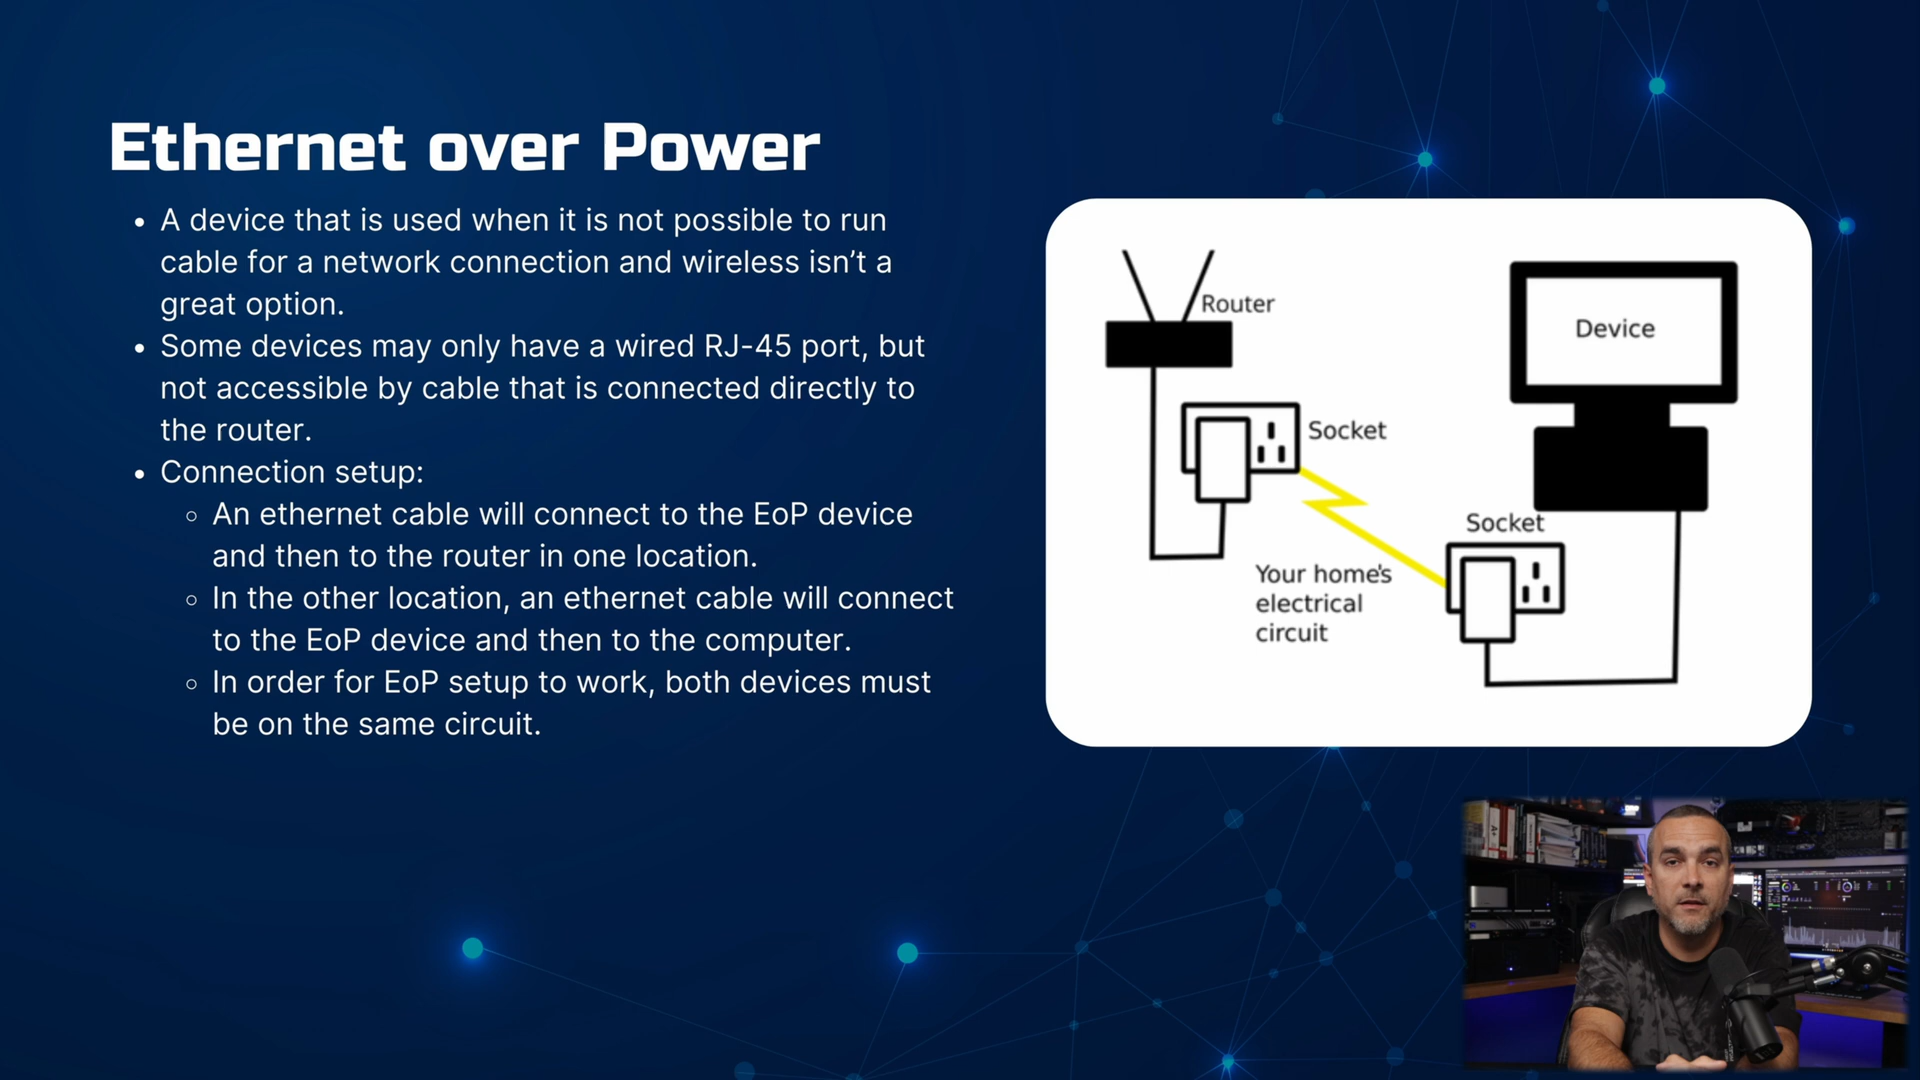 Ethernet over Power
• A device that is used when it is not possible to run
cable for a network connection and wireless isn’t a
great option.
• Some devices may only have a wired RJ-45 port, but
not accessible by cable that is connected directly to
the router.
• Connection setup:
◦ An ethernet cable will connect to the EoP device
and then to the router in one location.
◦ In the other location, an ethernet cable will connect
to the EoP device and then to the computer.
◦ In order for EoP setup to work, both devices must
be on the same circuit.
Router
Device
Socket
Socket
Your home's
electrical
circuit
A+